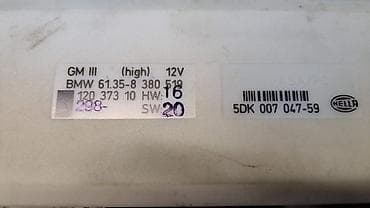 GM III (high) 12V
BMW 61.35-8 380 519
120 373 10 HW: 16
298- SW: 20
5DK 007 047-59
HELLA